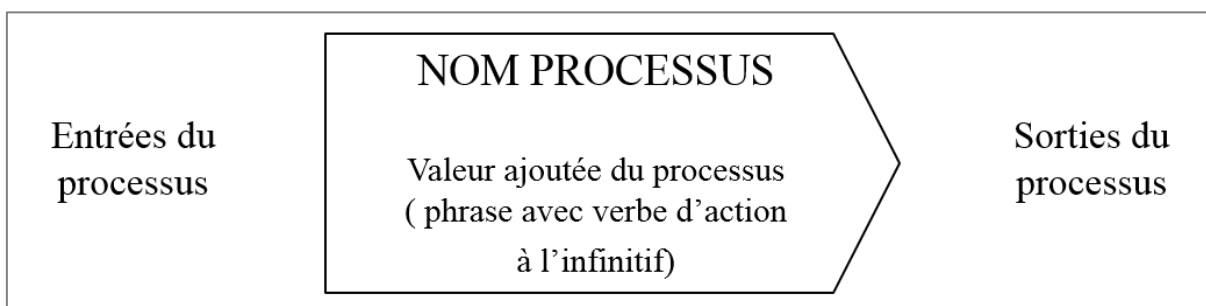 Entrées du
processus
NOM PROCESSUS
Valeur ajoutée du processus
( phrase avec verbe d’action
à l’infinitif)
Sorties du
processus